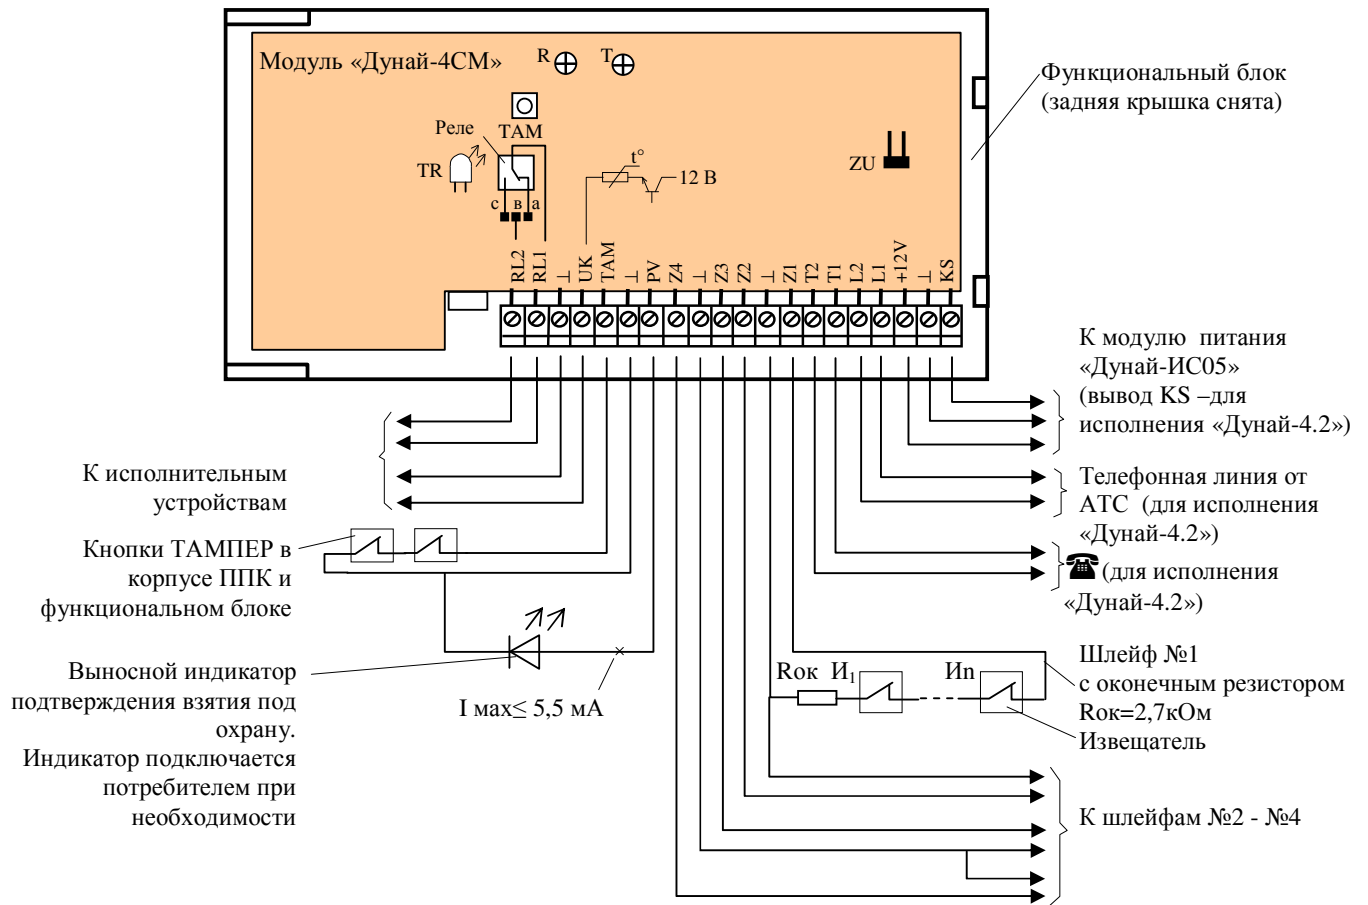 Модуль «Дунай-4СМ»
R
T
Функциональный блок
(задняя крышка снята)
Реле
TAM
TR
t°
12 В
ZU
с в а
RL2
RL1
⊥
UK
TAM
⊥
PV
Z4
⊥
Z3
Z2
⊥
Z1
T2
T1
L2
L1
+12V
⊥
KS
К модулю питания
«Дунай-ИС05»
(вывод KS –для
исполнения «Дунай-4.2»)
К исполнительным
устройствам
Телефонная линия от
АТС (для исполнения
«Дунай-4.2»)
Кнопки ТАМПЕР в
корпусе ППК и
функциональном блоке
(для исполнения
«Дунай-4.2»)
Выносной индикатор
подтверждения взятия под
охрану.
Индикатор подключается
потребителем при
необходимости
I мах≤ 5,5 мА
Rок И₁ Иn
Шлейф №1
с оконечным резистором
Rок=2,7кОм
Извещатель
К шлейфам №2 - №4